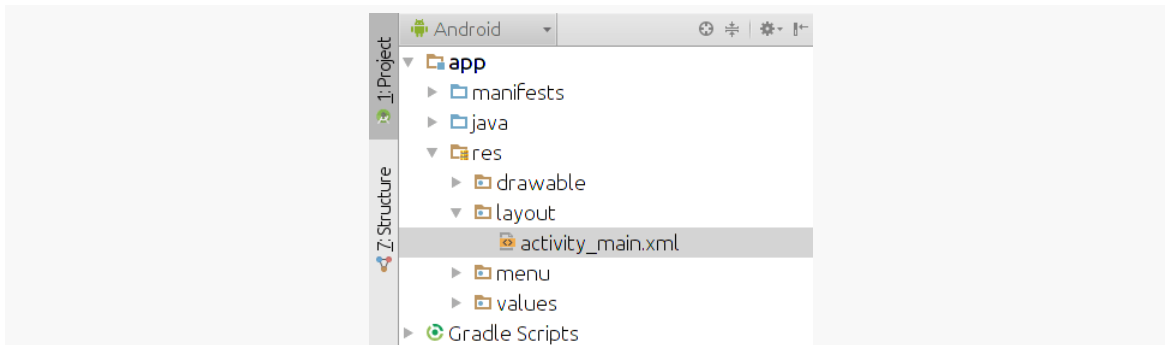 Android
1: Project
app
manifests
java
res
drawable
7: Structure
layout
activity_main.xml
menu
values
Gradle Scripts